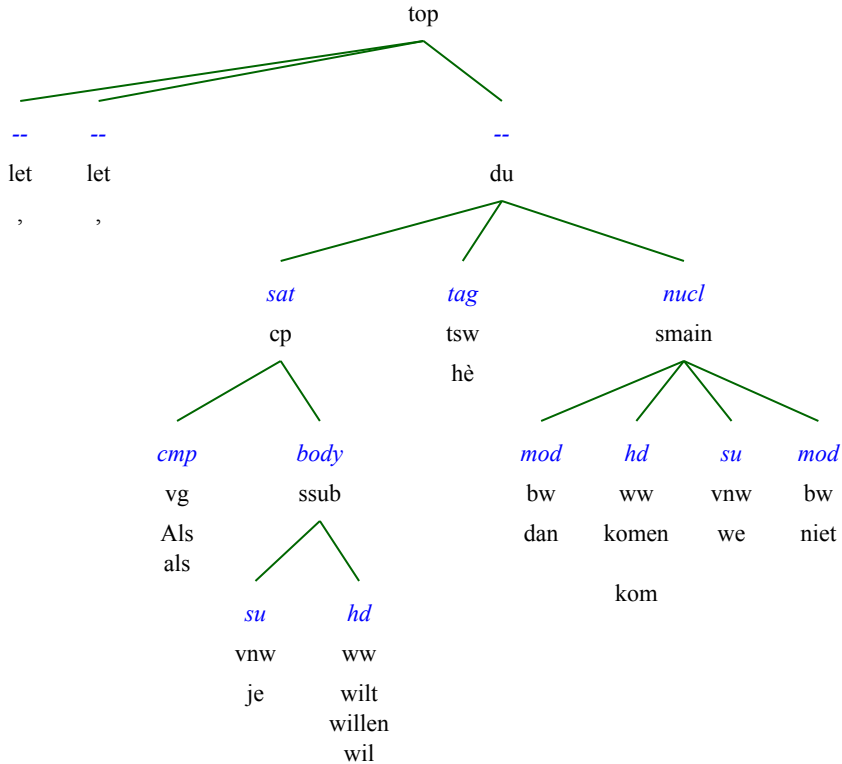 top
-- -- --
let let du
, ,
sat tag nucl
cp tsw smain
hè
cmp body mod hd su mod
vg ssub bw ww vnw bw
Als dan komen we niet
als
kom
su hd
vnw ww
je wilt
willen
wil